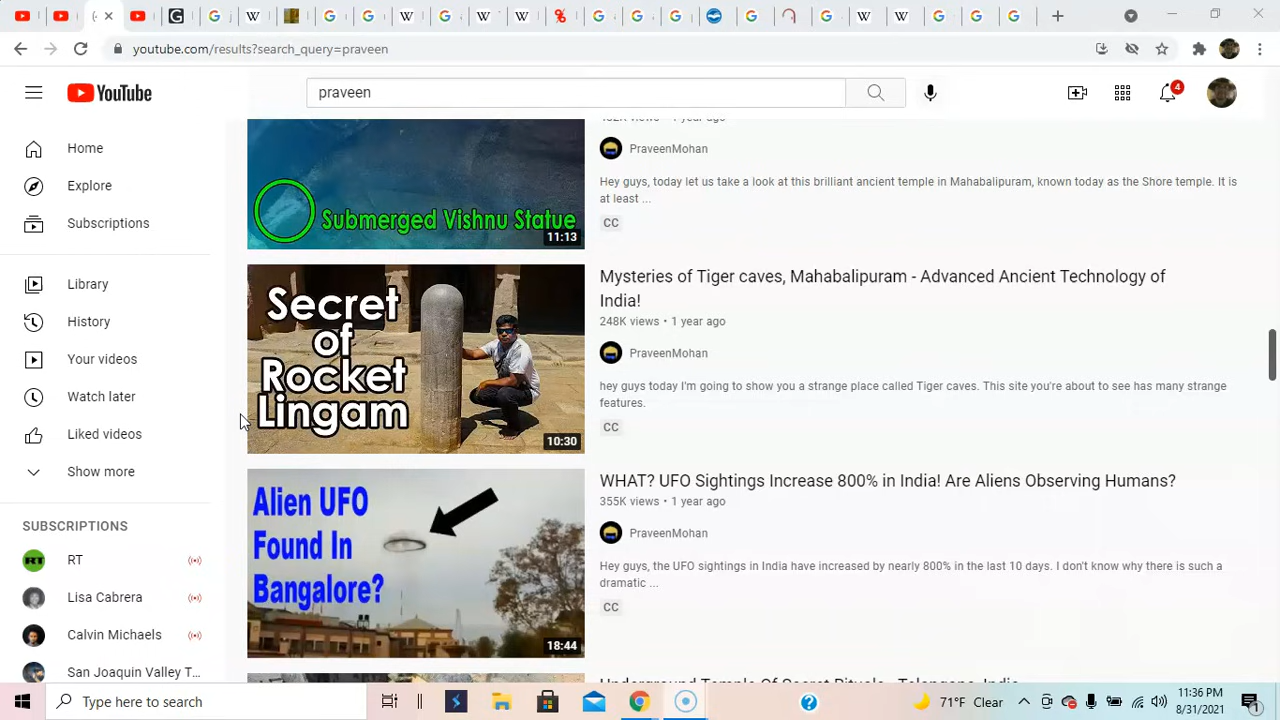 youtube.com/results?search_query=praveen
YouTube
praveen
4
Home
Explore
Subscriptions
Library
History
Your videos
Watch later
Liked videos
Show more
SUBSCRIPTIONS
RT
Lisa Cabrera
Calvin Michaels
San Joaquin Valley T...
Submerged Vishnu Statue
11:13
views • 1 year ago
PraveenMohan
Hey guys, today let us take a look at this brilliant ancient temple in Mahabalipuram, known today as the Shore temple. It is
at least ...
CC
Secret
of
Rocket
Lingam
10:30
Mysteries of Tiger caves, Mahabalipuram - Advanced Ancient Technology of
India!
248K views • 1 year ago
PraveenMohan
hey guys today I'm going to show you a strange place called Tiger caves. This site you're about to see has many strange
features.
CC
Alien UFO
Found In
Bangalore?
18:44
WHAT? UFO Sightings Increase 800% in India! Are Aliens Observing Humans?
355K views • 1 year ago
PraveenMohan
Hey guys, the UFO sightings in India have increased by nearly 800% in the last 10 days. I don't know why there is such a
dramatic ...
CC
Underground Temple Of Secret Rituals - Telangana, India
Type here to search
71°F Clear
11:36 PM
8/31/2021
1